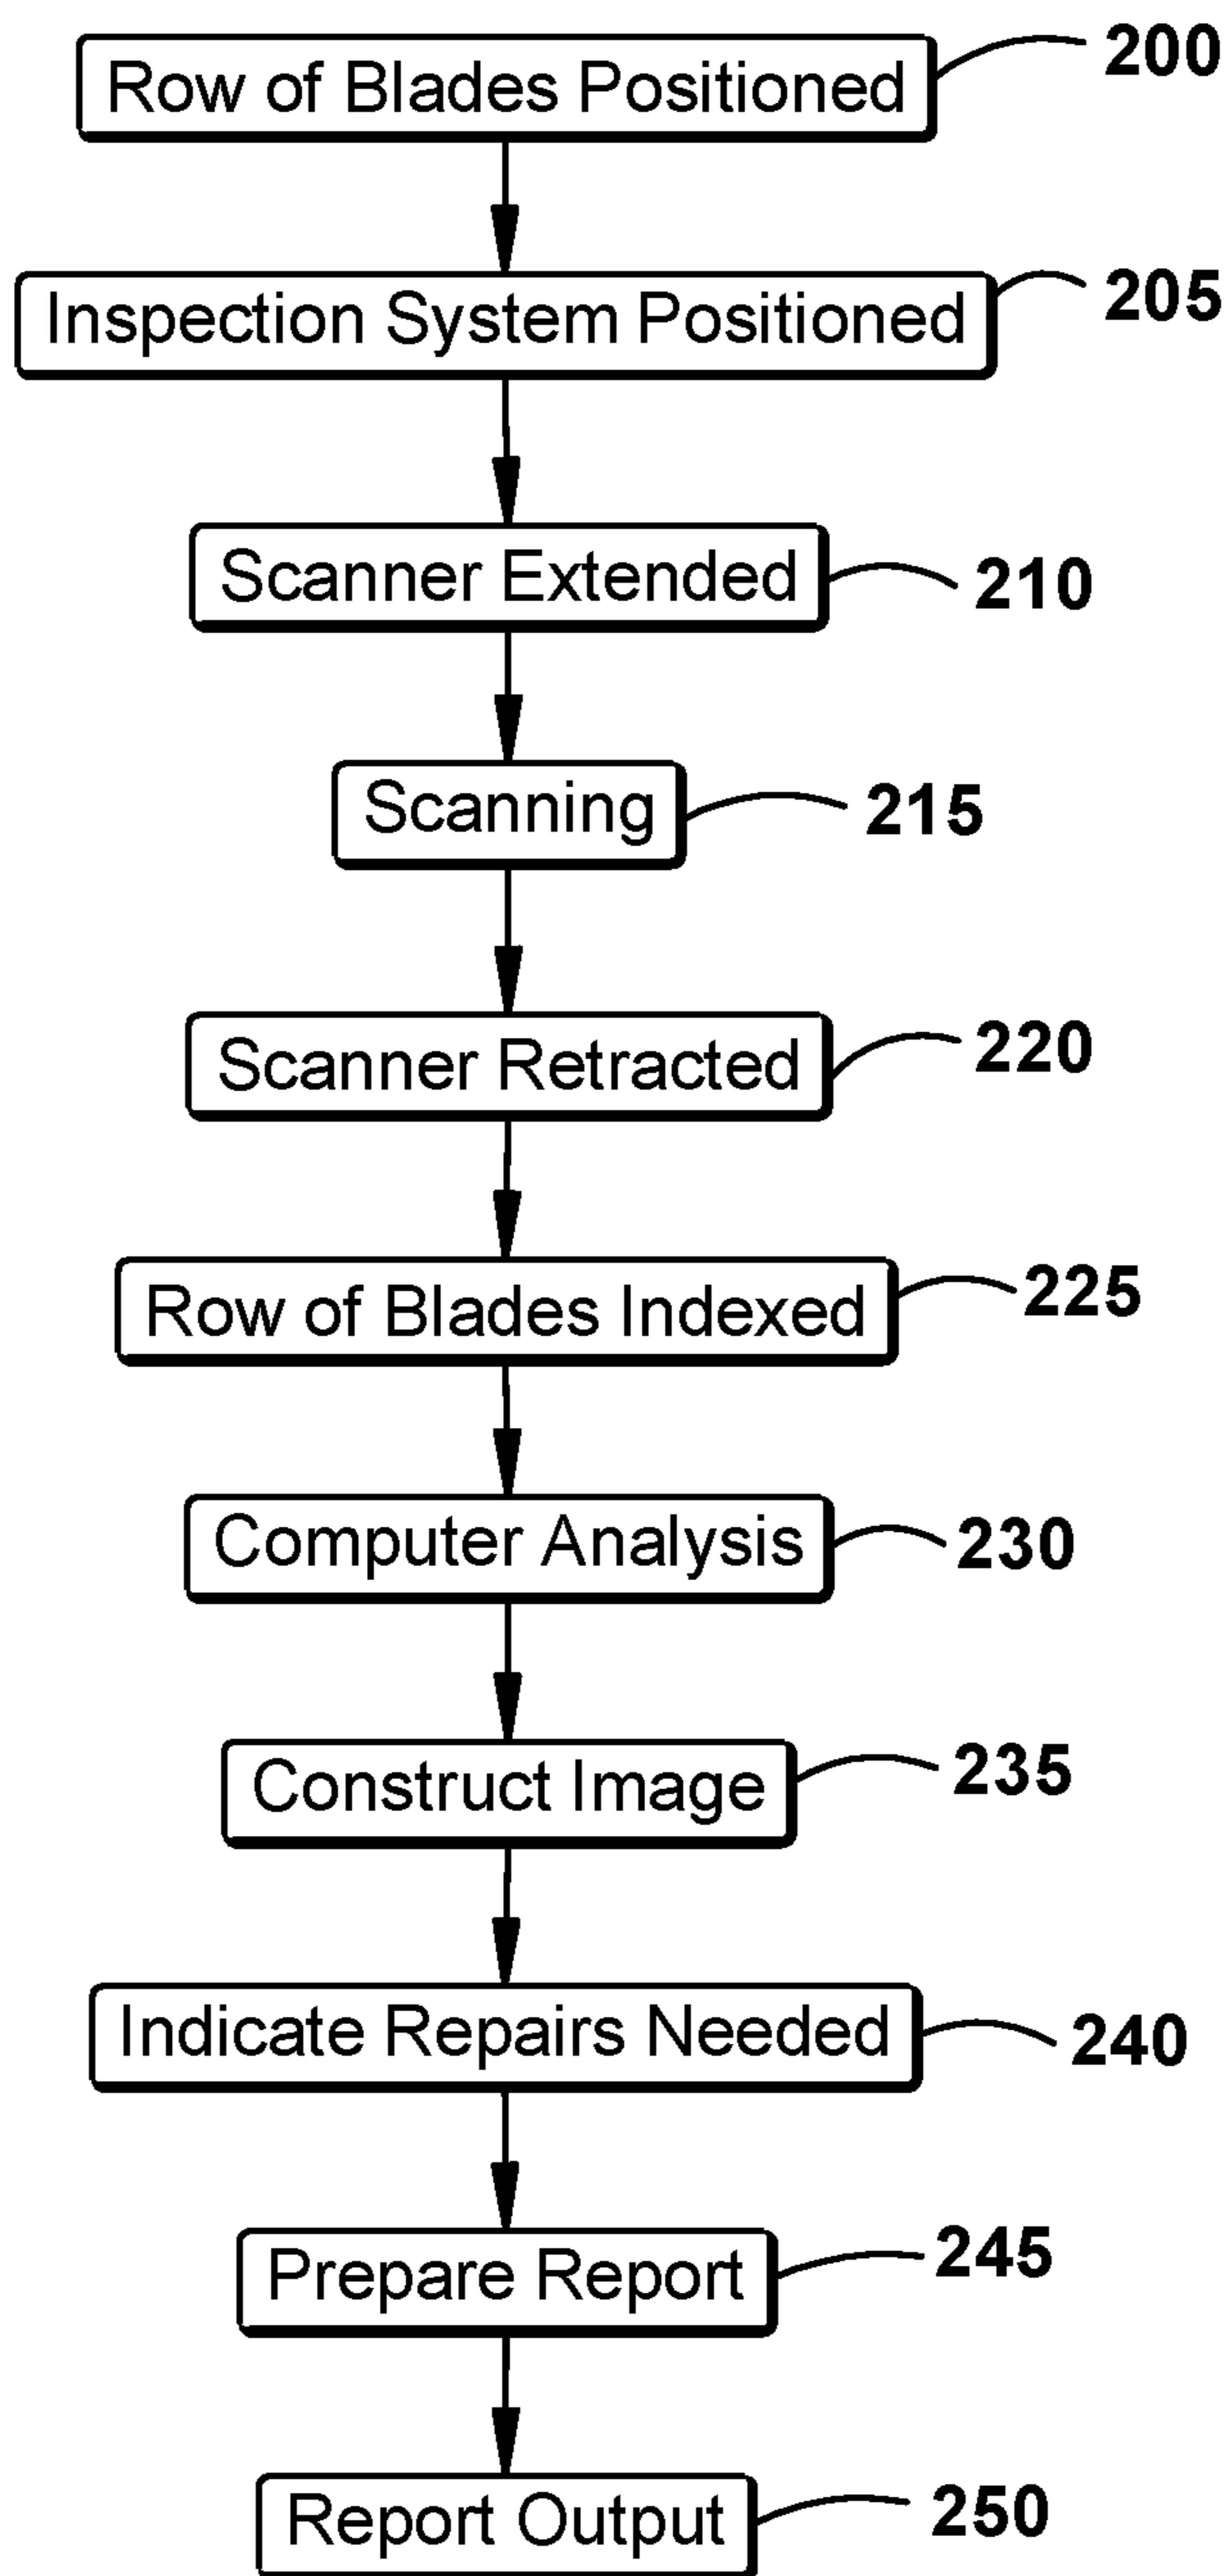 Row of Blades Positioned 200
Inspection System Positioned 205
Scanner Extended 210
Scanning 215
Scanner Retracted 220
Row of Blades Indexed 225
Computer Analysis 230
Construct Image 235
Indicate Repairs Needed 240
Prepare Report 245
Report Output 250